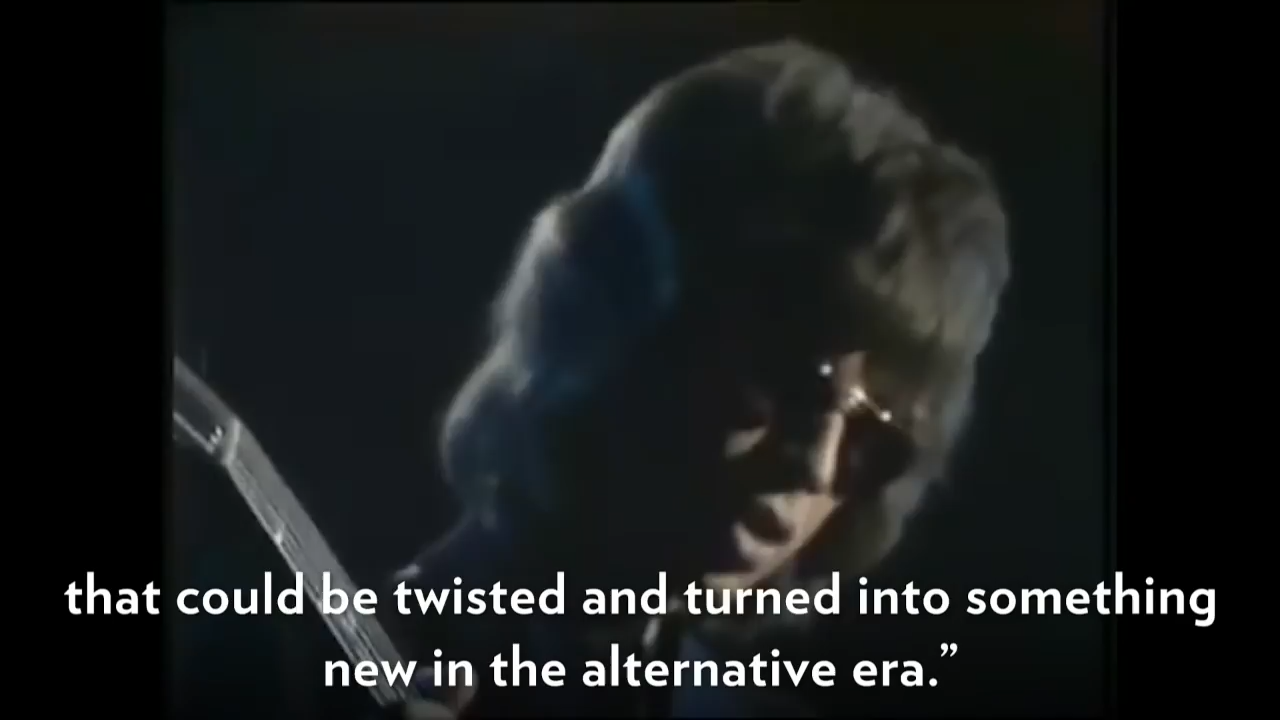 that could be twisted and turned into something
new in the alternative era.”